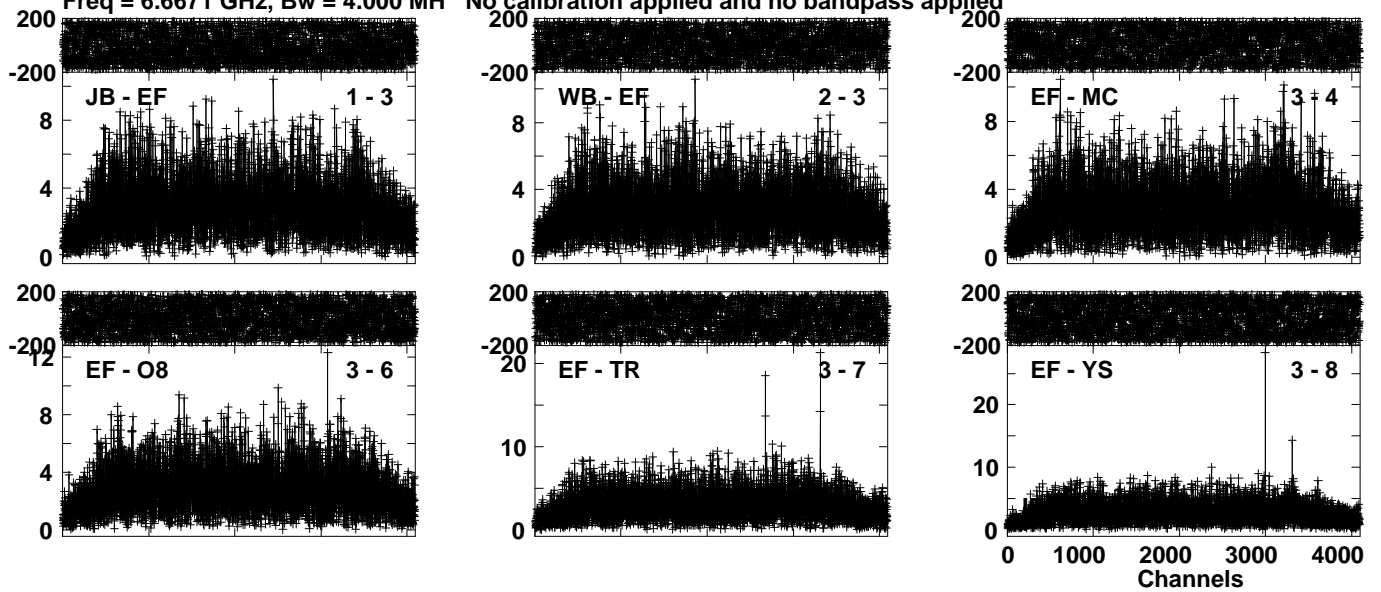 Freq = 6.6671 GHz, Bw = 4.000 MH No calibration applied and no bandpass applied
200 200 200
-200 -200 -200
JB - EF 1 - 3 WB - EF 2 - 3 EF - MC 3 - 4
8 8 8
4 4 4
0 0 0
200 200 200
-200 -200 -200
12 20
EF - O8 3 - 6 EF - TR 3 - 7 EF - YS 3 - 8
8 20
4 10 10
0 0 0
0 1000 2000 3000 4000
Channels